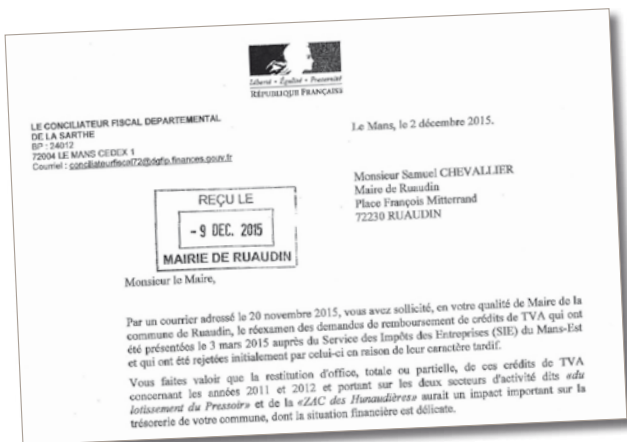 Liberté • Égalité • Fraternité
RÉPUBLIQUE FRANÇAISE
LE CONCILIATEUR FISCAL DEPARTEMENTAL
DE LA SARTHE
BP : 24012
72004 LE MANS CEDEX 1
Courriel : conciliateurfiscal72@dgfip.finances.gouv.fr
Le Mans, le 2 décembre 2015.
Monsieur Samuel CHEVALLIER
Maire de Ruaudin
Place François Mitterrand
72230 RUAUDIN
REÇU LE
- 9 DEC. 2015
MAIRIE DE RUAUDIN
Monsieur le Maire,
Par un courrier adressé le 20 novembre 2015, vous avez sollicité, en votre qualité de Maire de la
commune de Ruaudin, le réexamen des demandes de remboursement de crédits de TVA qui ont
été présentées le 3 mars 2015 auprès du Service des Impôts des Entreprises (SIE) du Mans-Est
et qui ont été rejetées initialement par celui-ci en raison de leur caractère tardif.
Vous faites valoir que la restitution d'office, totale ou partielle, de ces crédits de TVA
concernant les années 2011 et 2012 et portant sur les deux secteurs d'activité dits «du
lotissement du Pressoir» et de la «ZAC des Hunaudières» aurait un impact important sur la
trésorerie de votre commune, dont la situation financière est délicate.